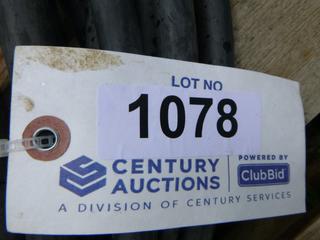 LOT NO
1078
CENTURY AUCTIONS
POWERED BY
ClubBid
A DIVISION OF CENTURY SERVICES